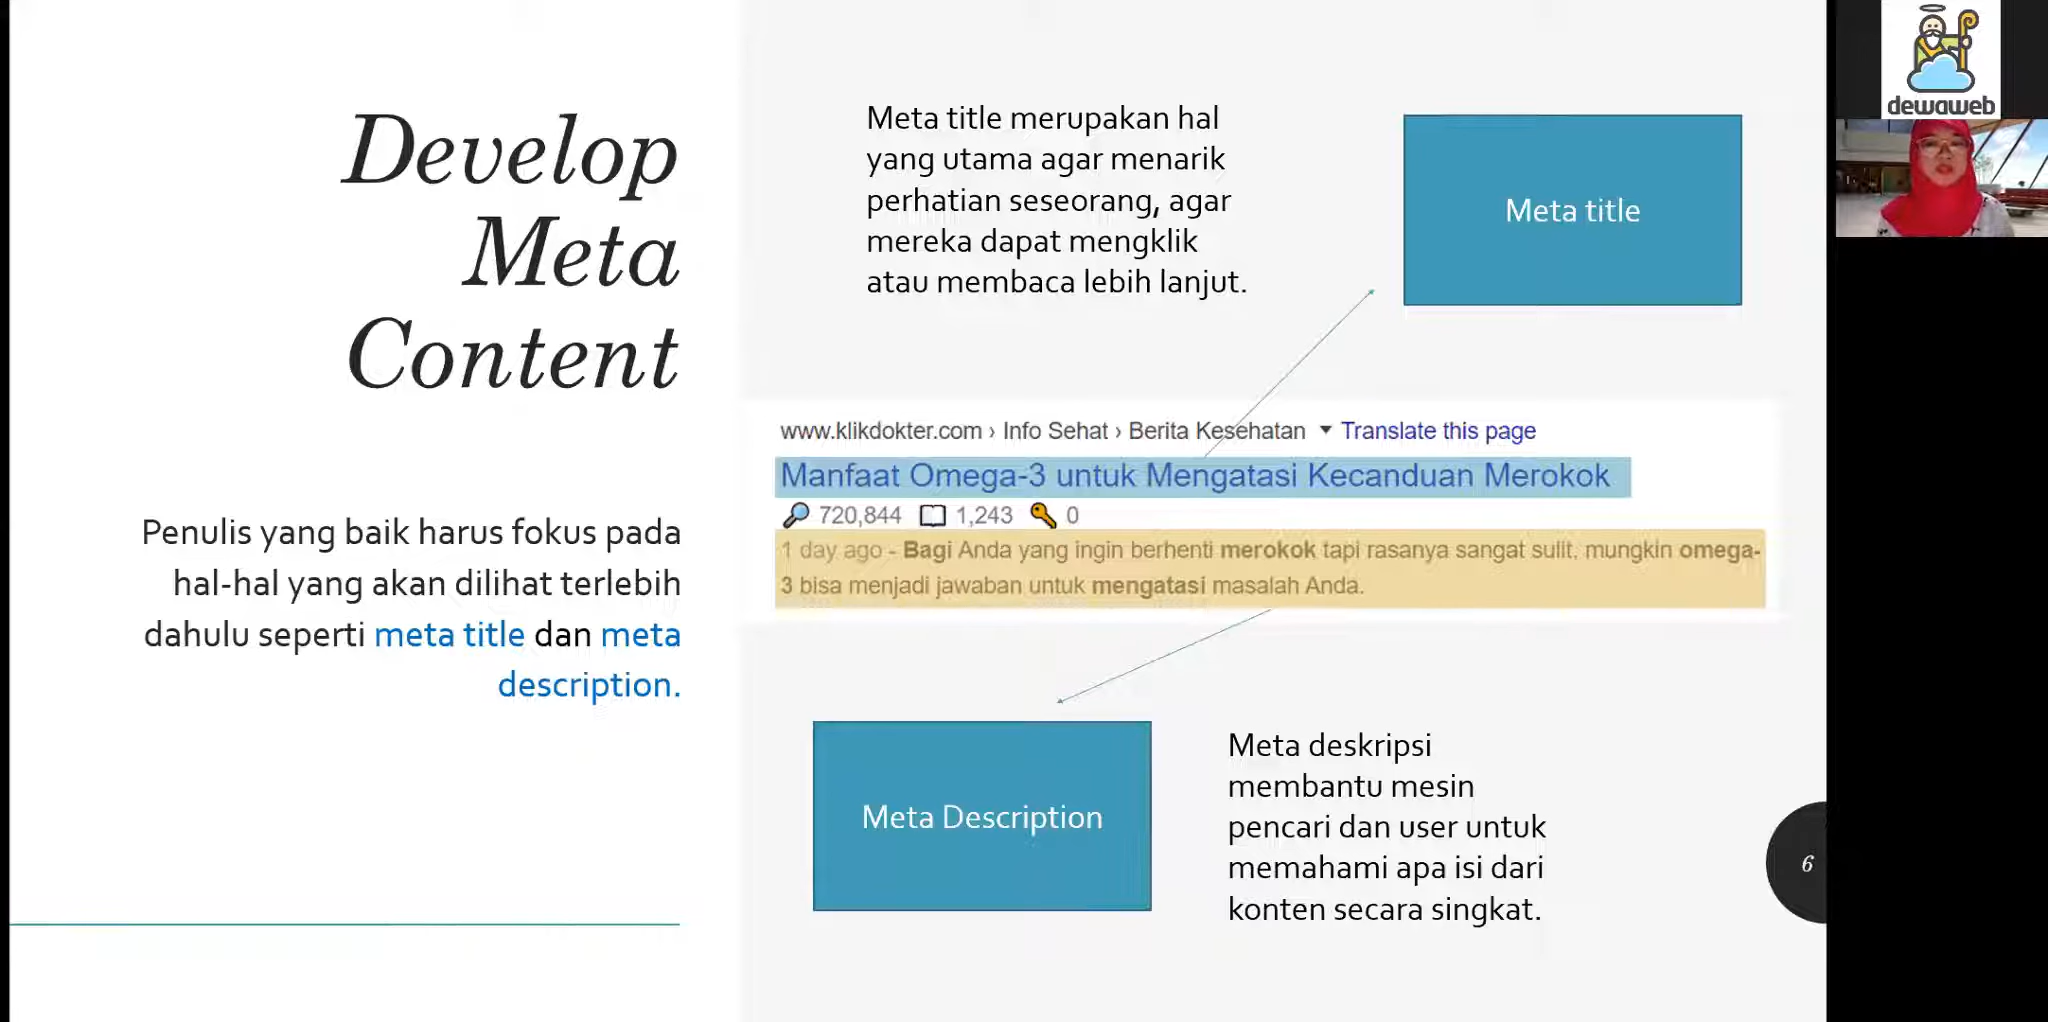 Develop
Meta
Content
Penulis yang baik harus fokus pada
hal-hal yang akan dilihat terlebih
dahulu seperti meta title dan meta
description.
Meta title merupakan hal
yang utama agar menarik
perhatian seseorang, agar
mereka dapat mengklik
atau membaca lebih lanjut.
Meta title
www.klikdokter.com › Info Sehat › Berita Kesehatan ▼ Translate this page
Manfaat Omega-3 untuk Mengatasi Kecanduan Merokok
720,844 1,243 0
1 day ago - Bagi Anda yang ingin berhenti merokok tapi rasanya sangat sulit, mungkin omega-
3 bisa menjadi jawaban untuk mengatasi masalah Anda.
Meta Description
Meta deskripsi
membantu mesin
pencari dan user untuk
memahami apa isi dari
konten secara singkat.
6
dewaweb